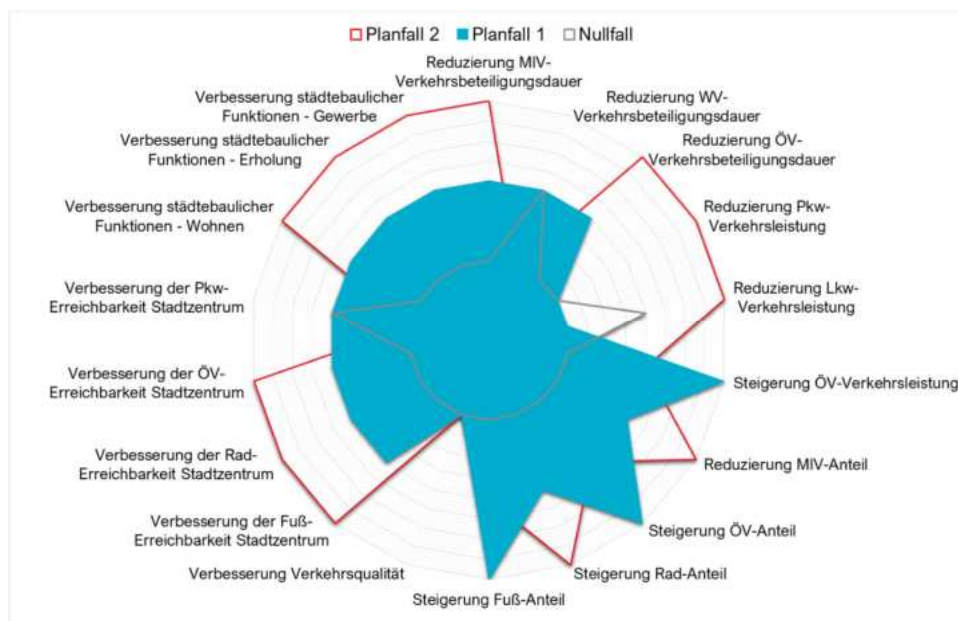 Planfall 2 Planfall 1 Nullfall
Reduzierung MIV-
Verkehrsbeteiligungsdauer
Reduzierung WV-
Verkehrsbeteiligungsdauer
Reduzierung ÖV-
Verkehrsbeteiligungsdauer
Reduzierung Pkw-
Verkehrsleistung
Reduzierung Lkw-
Verkehrsleistung
Steigerung ÖV-Verkehrsleistung
Reduzierung MIV-Anteil
Steigerung ÖV-Anteil
Steigerung Rad-Anteil
Steigerung Fuß-Anteil
Verbesserung Verkehrsqualität
Verbesserung der Fuß-
Erreichbarkeit Stadtzentrum
Verbesserung der Rad-
Erreichbarkeit Stadtzentrum
Verbesserung der ÖV-
Erreichbarkeit Stadtzentrum
Verbesserung der Pkw-
Erreichbarkeit Stadtzentrum
Verbesserung städtebaulicher
Funktionen - Wohnen
Verbesserung städtebaulicher
Funktionen - Erholung
Verbesserung städtebaulicher
Funktionen - Gewerbe